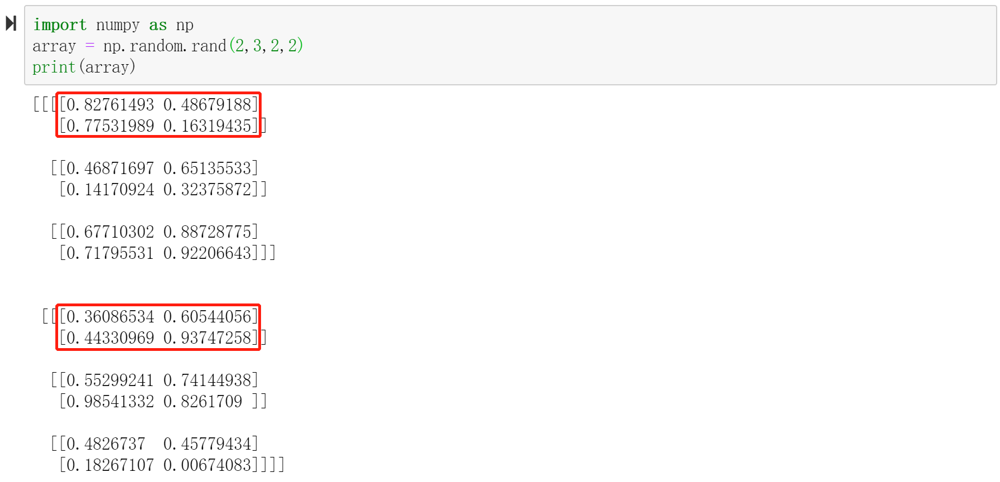 import numpy as np
array = np.random.rand(2,3,2,2)
print(array)
[[[[0.82761493 0.48679188]
[0.77531989 0.16319435]]
[[0.46871697 0.65135533]
[0.14170924 0.32375872]]
[[0.67710302 0.88728775]
[0.71795531 0.92206643]]]
[[[0.36086534 0.60544056]
[0.44330969 0.93747258]]
[[0.55299241 0.74144938]
[0.98541332 0.8261709 ]]
[[0.4826737  0.45779434]
[0.18267107 0.00674083]]]]